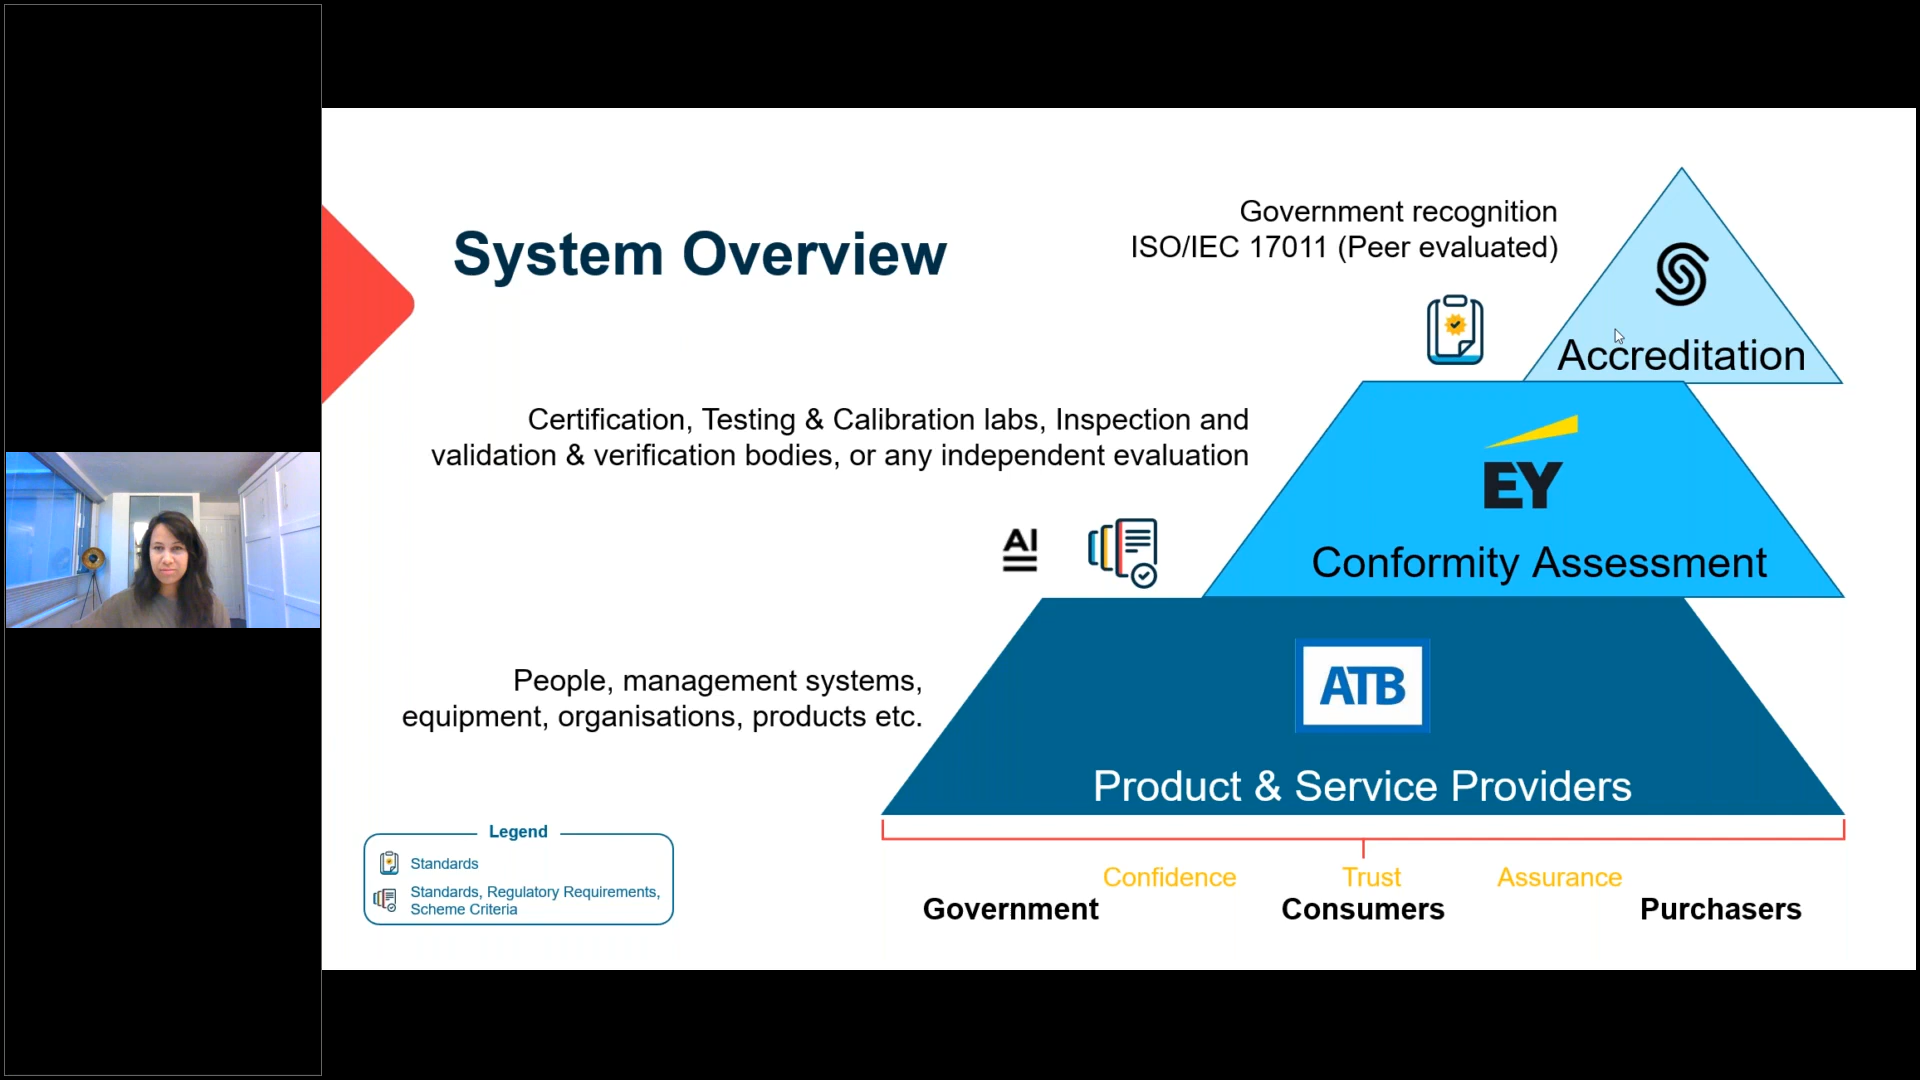 System Overview
Government recognition
ISO/IEC 17011 (Peer evaluated)
Accreditation
Certification, Testing & Calibration labs, Inspection and
validation & verification bodies, or any independent evaluation
EY
AI
Conformity Assessment
People, management systems,
equipment, organisations, products etc.
ATB
Product & Service Providers
Legend
Standards
Standards, Regulatory Requirements,
Scheme Criteria
Confidence Trust Assurance
Government Consumers Purchasers